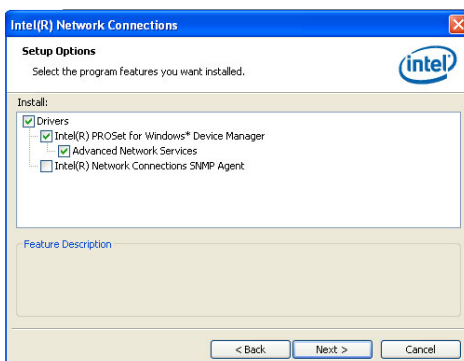 Intel(R) Network Connections
Setup Options
Select the program features you want installed.
intel
Install:
Drivers
Intel(R) PROSet for Windows* Device Manager
Advanced Network Services
Intel(R) Network Connections SNMP Agent
Feature Description
< Back
Next >
Cancel